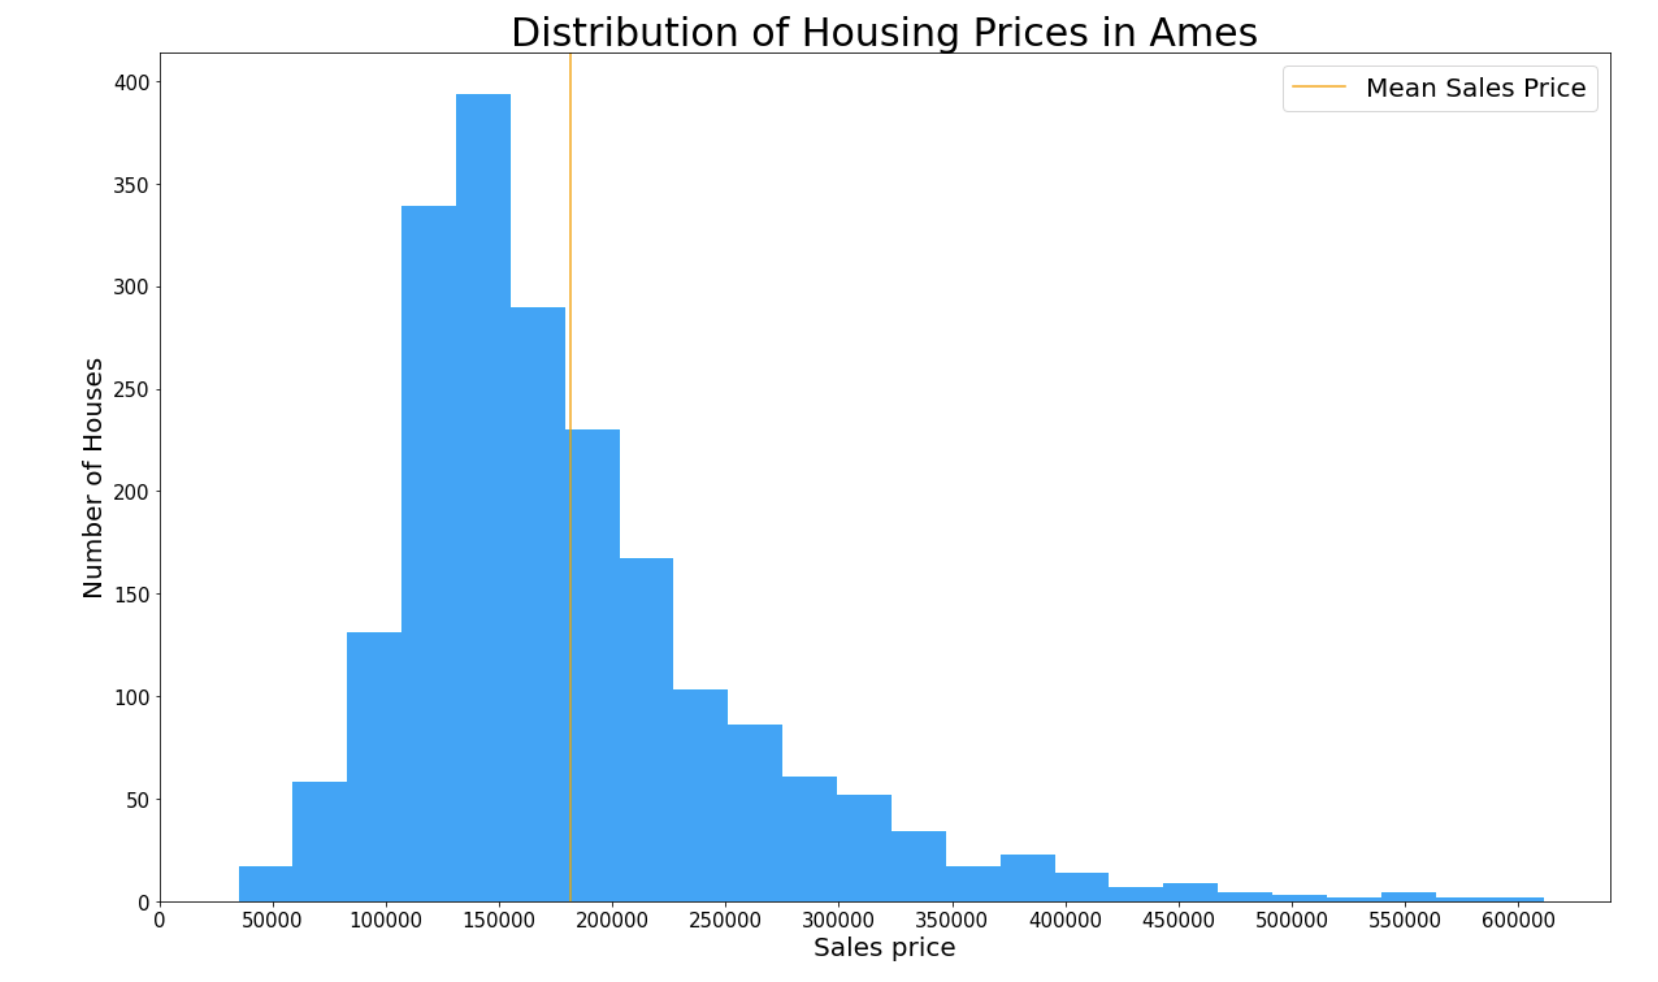 Distribution of Housing Prices in Ames
Mean Sales Price
Number of Houses
400
350
300
250
200
150
100
50
0
0 50000 100000 150000 200000 250000 300000 350000 400000 450000 500000 550000 600000
Sales price